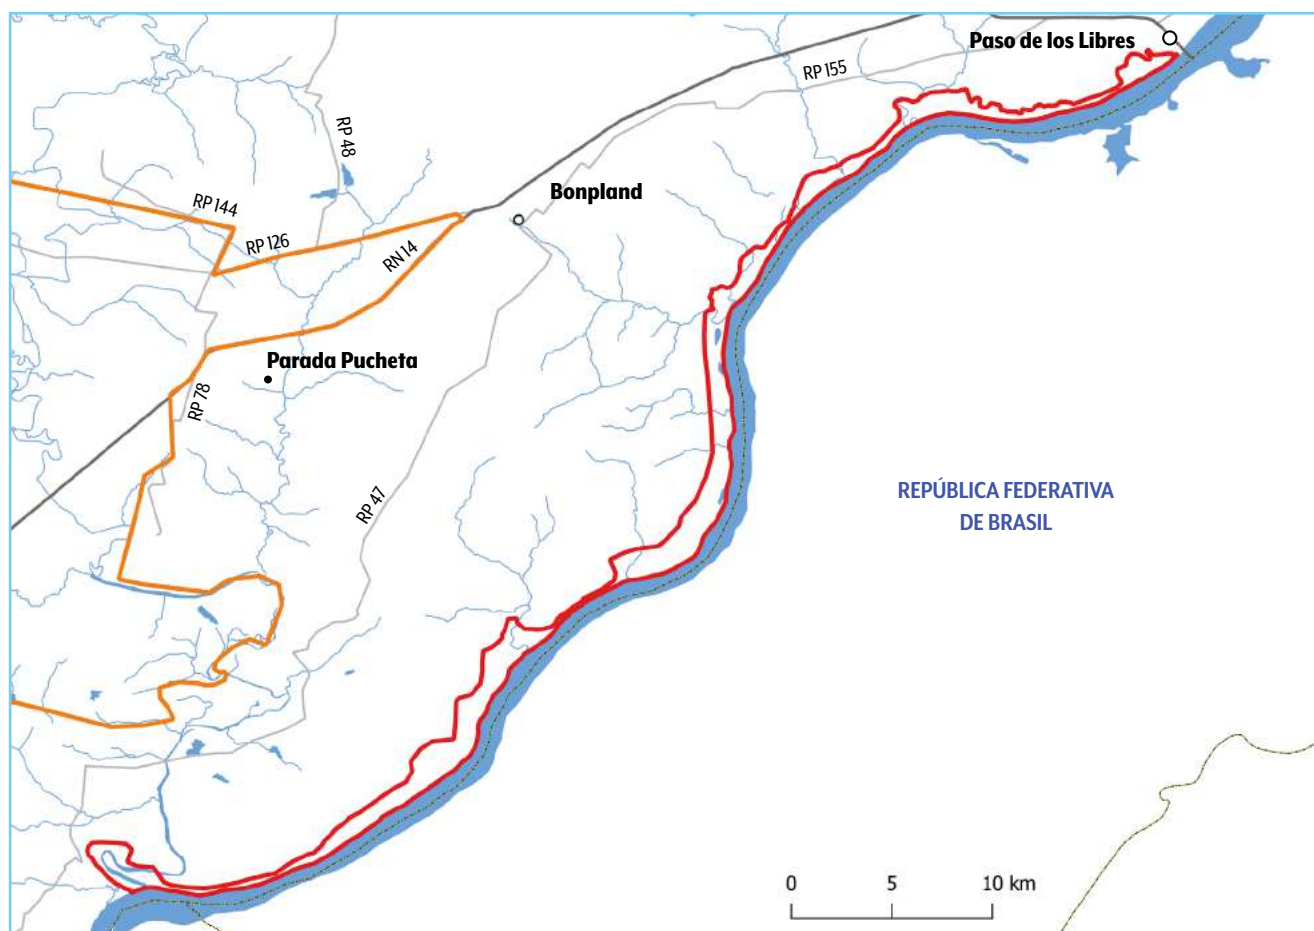 Paso de los Libres
RP 155
RP 48
Bonpland
RP 144
RP 126
RN 14
Parada Pucheta
RP 78
RP 47
REPÚBLICA FEDERATIVA
DE BRASIL
0 5 10 km